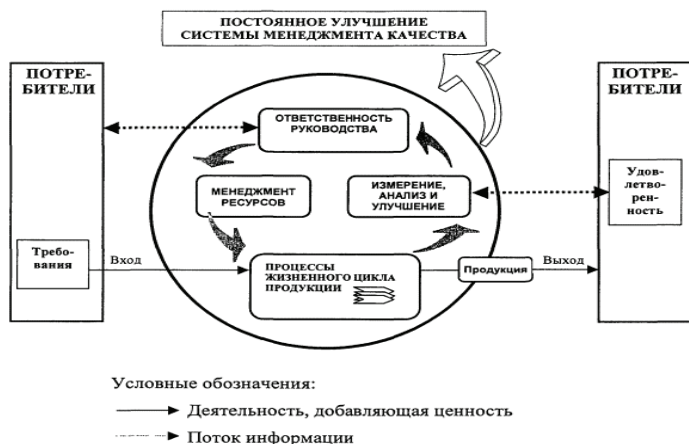 ПОСТОЯННОЕ УЛУЧШЕНИЕ
СИСТЕМЫ МЕНЕДЖМЕНТА КАЧЕСТВА
ПОТРЕ-
БИТЕЛИ
ПОТРЕ-
БИТЕЛИ
ОТВЕТСТВЕННОСТЬ
РУКОВОДСТВА
МЕНЕДЖМЕНТ
РЕСУРСОВ
ИЗМЕРЕНИЕ,
АНАЛИЗ И
УЛУЧШЕНИЕ
Удов-
летво-
рен-
ность
Требо-
вания
Вход
ПРОЦЕССЫ
ЖИЗНЕННОГО ЦИКЛА
ПРОДУКЦИИ
Продукция
Выход
Условные обозначения:
Деятельность, добавляющая ценность
Поток информации